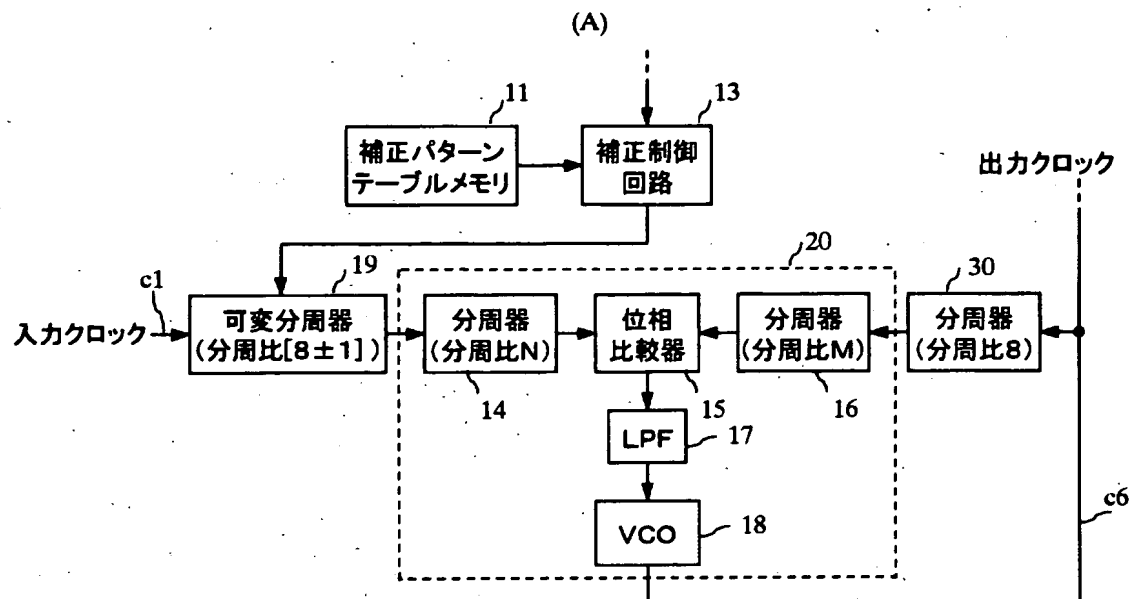 (A)
11
13
補正パターン
テーブルメモリ
補正制御
回路
出力クロック
c1
19
20
30
入力クロック
可変分周器
(分周比[8±1])
分周器
(分周比N)
位相
比較器
分周器
(分周比M)
分周器
(分周比8)
14
15
16
LPF
17
VCO
18
c6